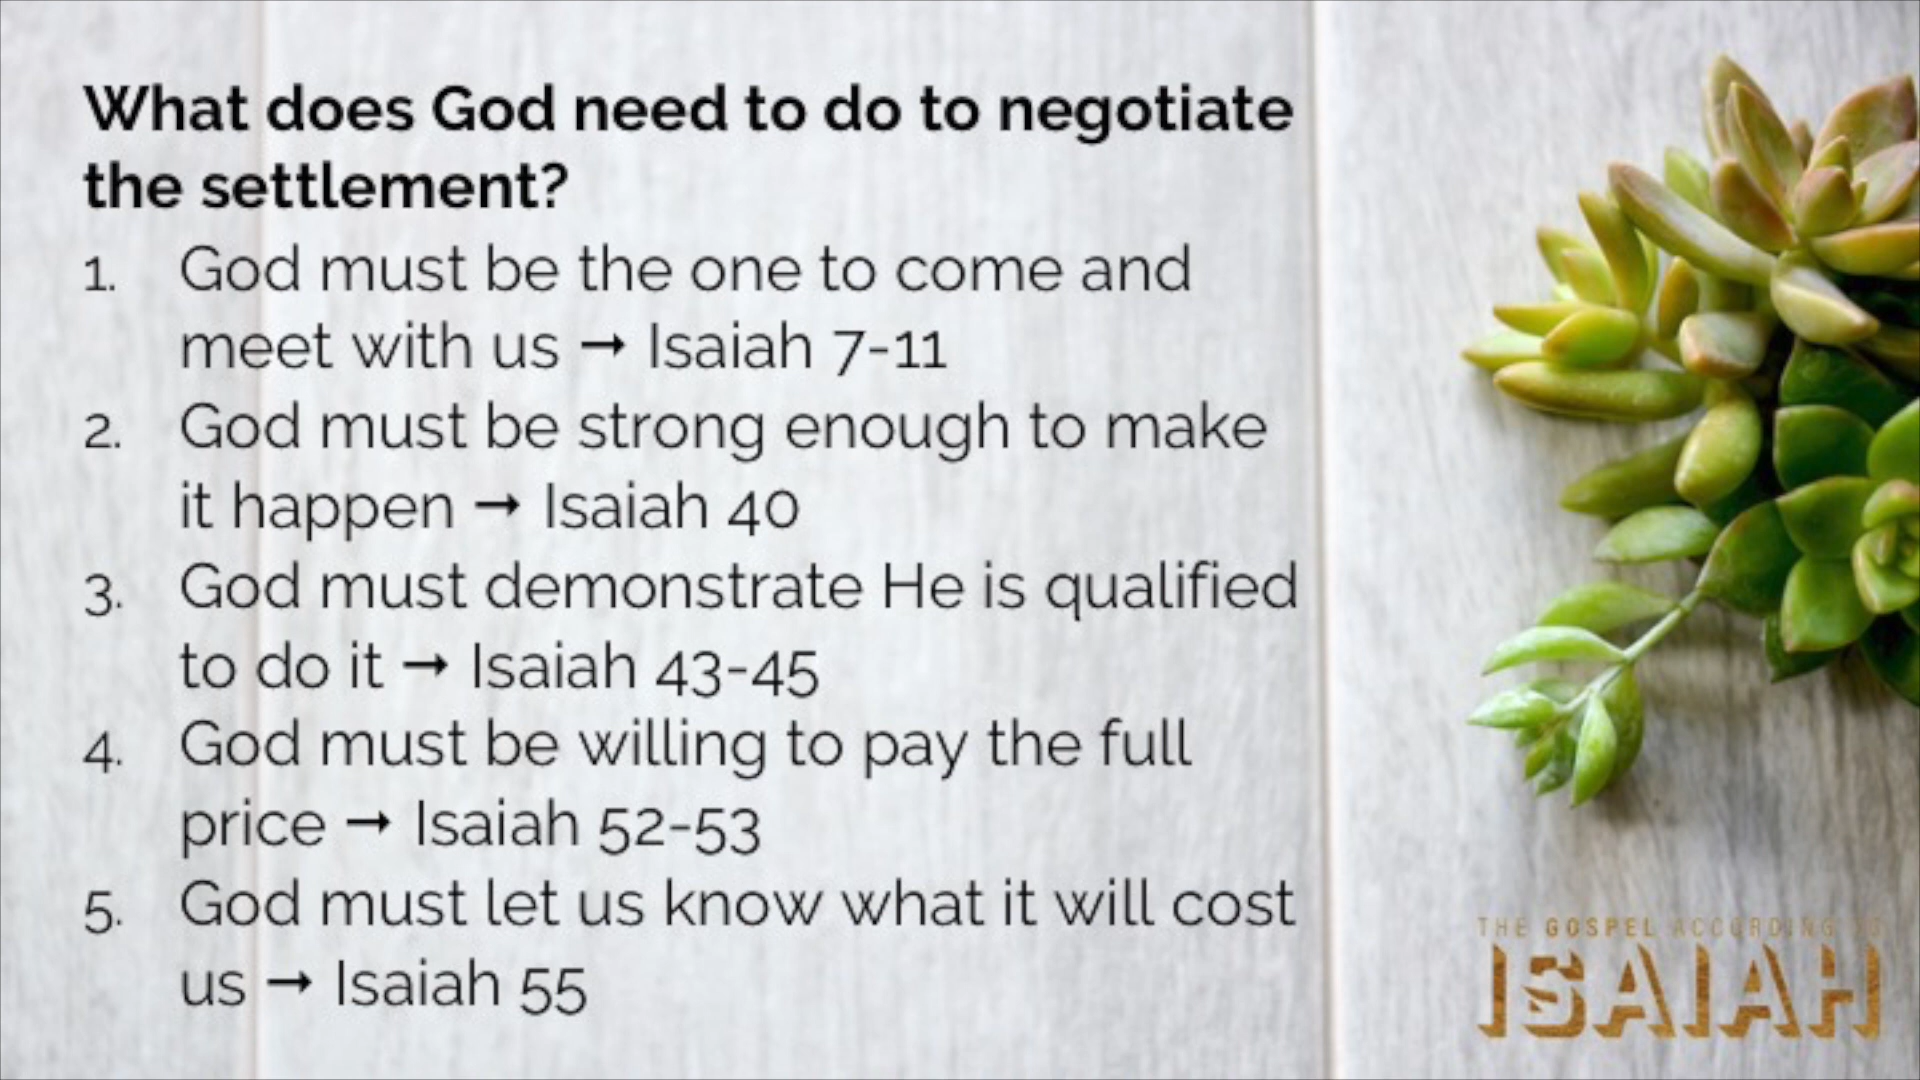 What does God need to do to negotiate
the settlement?
1. God must be the one to come and
meet with us → Isaiah 7-11
2. God must be strong enough to make
it happen → Isaiah 40
3. God must demonstrate He is qualified
to do it → Isaiah 43-45
4. God must be willing to pay the full
price → Isaiah 52-53
5. God must let us know what it will cost
us → Isaiah 55
THE GOSPEL ACCORDING TO
ISAIAH